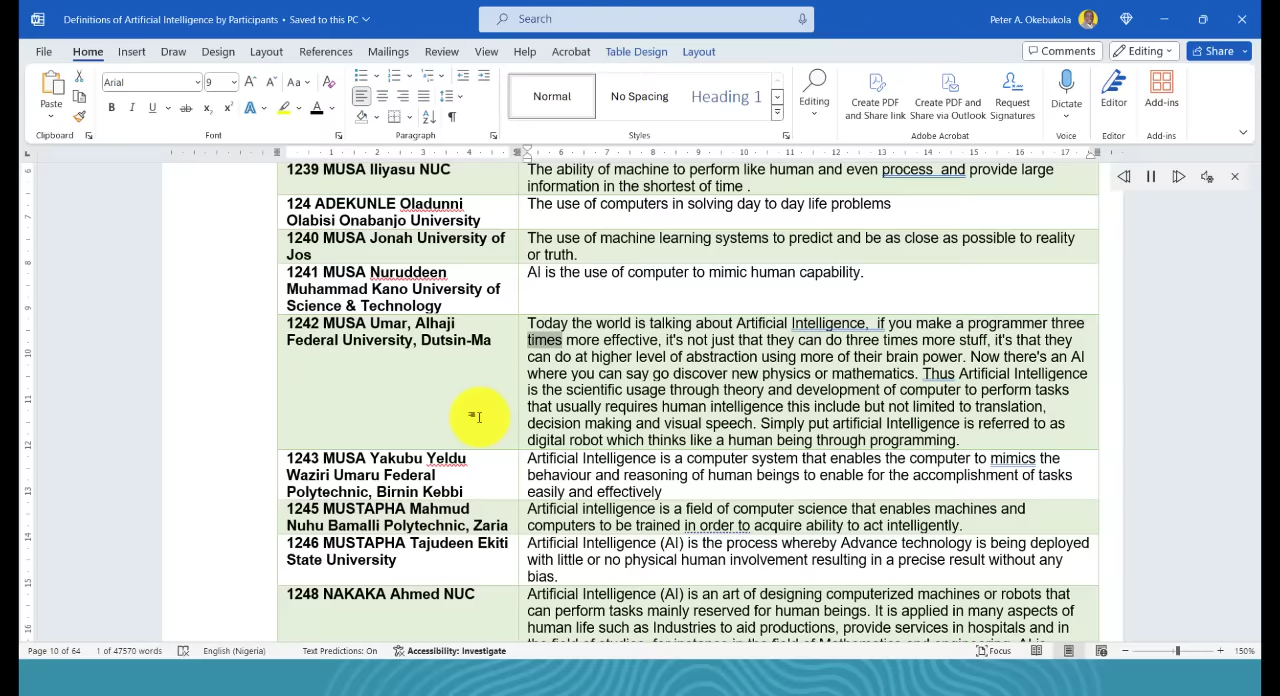 Definitions of Artificial Intelligence by Participants • Saved to this PC
Search
Peter A. Okebukola
File Home Insert Draw Design Layout References Mailings Review View Help Acrobat Table Design Layout
Comments Editing Share
Paste
Arial 9
Normal No Spacing Heading 1
Editing
Create PDF and Share link
Create PDF and Share via Outlook
Request Signatures
Dictate
Editor
Add-ins
Clipboard Font Paragraph Styles Adobe Acrobat Voice Editor Add-ins
1 2 3 4 6 7 8 9 10 11 12 13 14 15 16 17
1239 MUSA Iliyasu NUC
The ability of machine to perform like human and even process and provide large
information in the shortest of time .
124 ADEKUNLE Oladunni
Olabisi Onabanjo University
The use of computers in solving day to day life problems
1240 MUSA Jonah University of
Jos
The use of machine learning systems to predict and be as close as possible to reality
or truth.
1241 MUSA Nuruddeen
Muhammad Kano University of
Science & Technology
AI is the use of computer to mimic human capability.
1242 MUSA Umar, Alhaji
Federal University, Dutsin-Ma
Today the world is talking about Artificial Intelligence, if you make a programmer three
times more effective, it's not just that they can do three times more stuff, it's that they
can do at higher level of abstraction using more of their brain power. Now there's an AI
where you can say go discover new physics or mathematics. Thus Artificial Intelligence
is the scientific usage through theory and development of computer to perform tasks
that usually requires human intelligence this include but not limited to translation,
decision making and visual speech. Simply put artificial Intelligence is referred to as
digital robot which thinks like a human being through programming.
1243 MUSA Yakubu Yeldu
Waziri Umaru Federal
Polytechnic, Birnin Kebbi
Artificial Intelligence is a computer system that enables the computer to mimics the
behaviour and reasoning of human beings to enable for the accomplishment of tasks
easily and effectively
1245 MUSTAPHA Mahmud
Nuhu Bamalli Polytechnic, Zaria
Artificial intelligence is a field of computer science that enables machines and
computers to be trained in order to acquire ability to act intelligently.
1246 MUSTAPHA Tajudeen Ekiti
State University
Artificial Intelligence (AI) is the process whereby Advance technology is being deployed
with little or no physical human involvement resulting in a precise result without any
bias.
1248 NAKAKA Ahmed NUC
Artificial Intelligence (AI) is an art of designing computerized machines or robots that
can perform tasks mainly reserved for human beings. It is applied in many aspects of
human life such as Industries to aid productions, provide services in hospitals and in
Page 10 of 64 1 of 47570 words English (Nigeria) Text Predictions: On Accessibility: Investigate Focus 150%